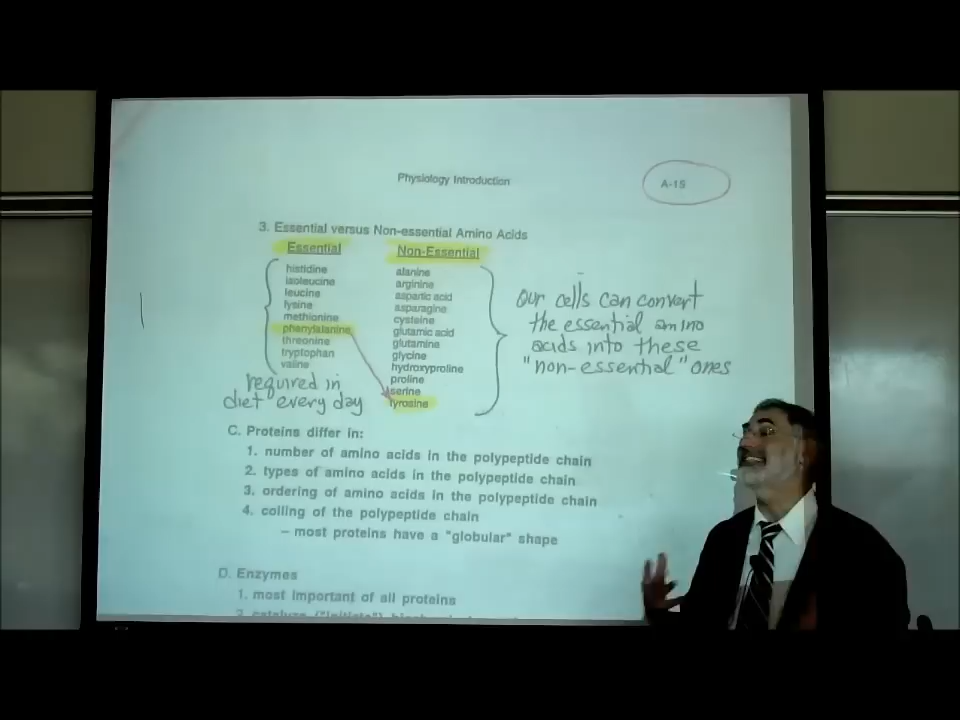 Physiology Introduction
A-15
3. Essential versus Non-essential Amino Acids
Essential
Non-Essential
histidine
isoleucine
leucine
lysine
methionine
phenylalanine
threonine
tryptophan
valine
required in
diet every day
alanine
arginine
aspartic acid
asparagine
cysteine
glutamic acid
glutamine
glycine
hydroxyproline
proline
serine
tyrosine
Our cells can convert
the essential amino
acids into these
"non-essential" ones
C. Proteins differ in:
1. number of amino acids in the polypeptide chain
2. types of amino acids in the polypeptide chain
3. ordering of amino acids in the polypeptide chain
4. coiling of the polypeptide chain
– most proteins have a "globular" shape
D. Enzymes
1. most important of all proteins
2. catalyze ("initiate")